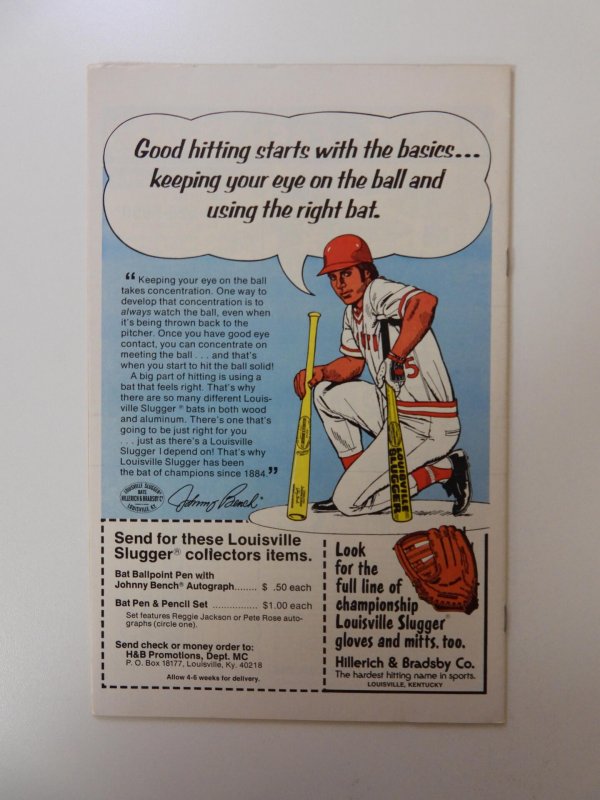 Good hitting starts with the basics...
keeping your eye on the ball and
using the right bat.
“ Keeping your eye on the ball
takes concentration. One way to
develop that concentration is to
always watch the ball, even when
it's being thrown back to the
pitcher. Once you have good eye
contact, you can concentrate on
meeting the ball . . . and that's
when you start to hit the ball solid!
A big part of hitting is using a
bat that feels right. That's why
there are so many different Louis-
ville Slugger ® bats in both wood
and aluminum. There's one that's
going to be just right for you
. . . just as there's a Louisville
Slugger I depend on! That's why
Louisville Slugger has been
the bat of champions since 1884.”
LOUISVILLE SLUGGER
BATS
HILLERICH & BRADSBY CO
LOUISVILLE, KY.
Johnny Bench
5
LOUISVILLE
SLUGGER
Send for these Louisville
Slugger® collectors items.
Bat Ballpoint Pen with
Johnny Bench® Autograph........ $ .50 each
Bat Pen & Pencil Set ................. $1.00 each
Set features Reggie Jackson or Pete Rose auto-
graphs (circle one).
Send check or money order to:
H&B Promotions, Dept. MC
P. O. Box 18177, Louisville, Ky. 40218
Allow 4-6 weeks for delivery.
Look
for the
full line of
championship
Louisville Slugger®
gloves and mitts, too.
Hillerich & Bradsby Co.
The hardest hitting name in sports.
LOUISVILLE, KENTUCKY